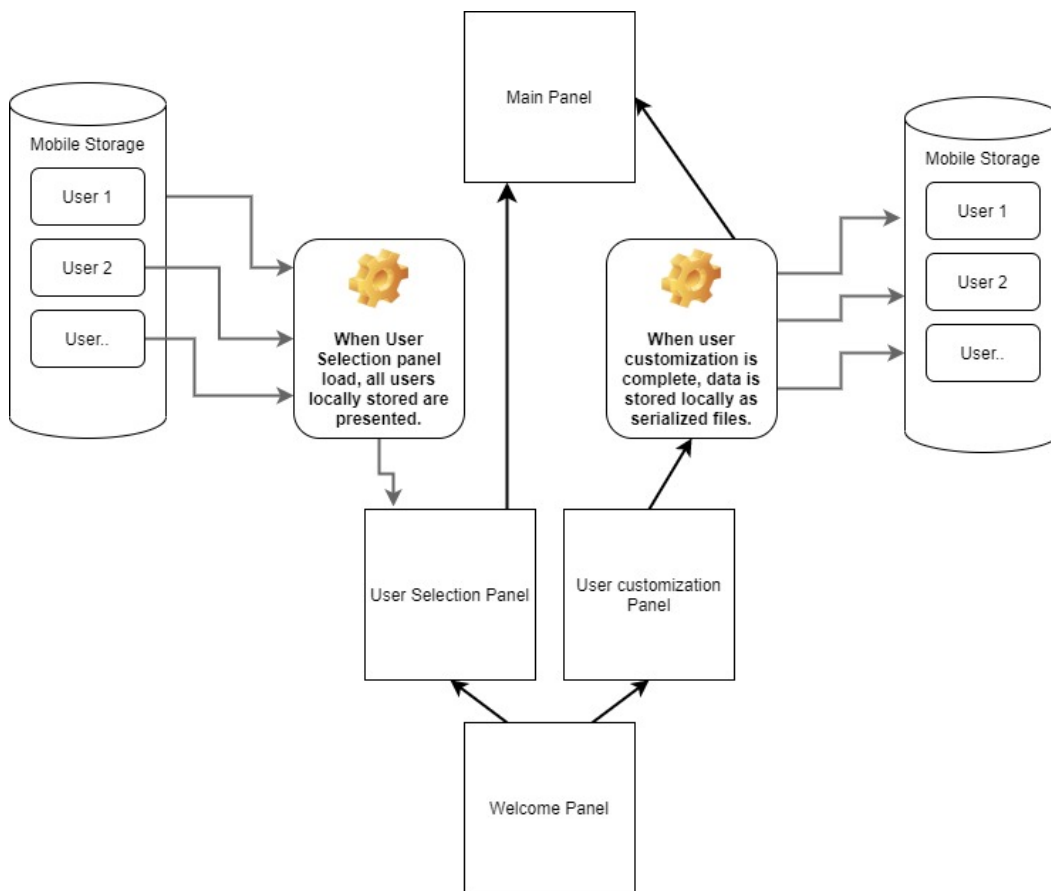 Main Panel
Mobile Storage
User 1
User 2
User..
When User
Selection panel
load, all users
locally stored are
presented.
When user
customization is
complete, data is
stored locally as
serialized files.
Mobile Storage
User 1
User 2
User..
User Selection Panel
User customization
Panel
Welcome Panel